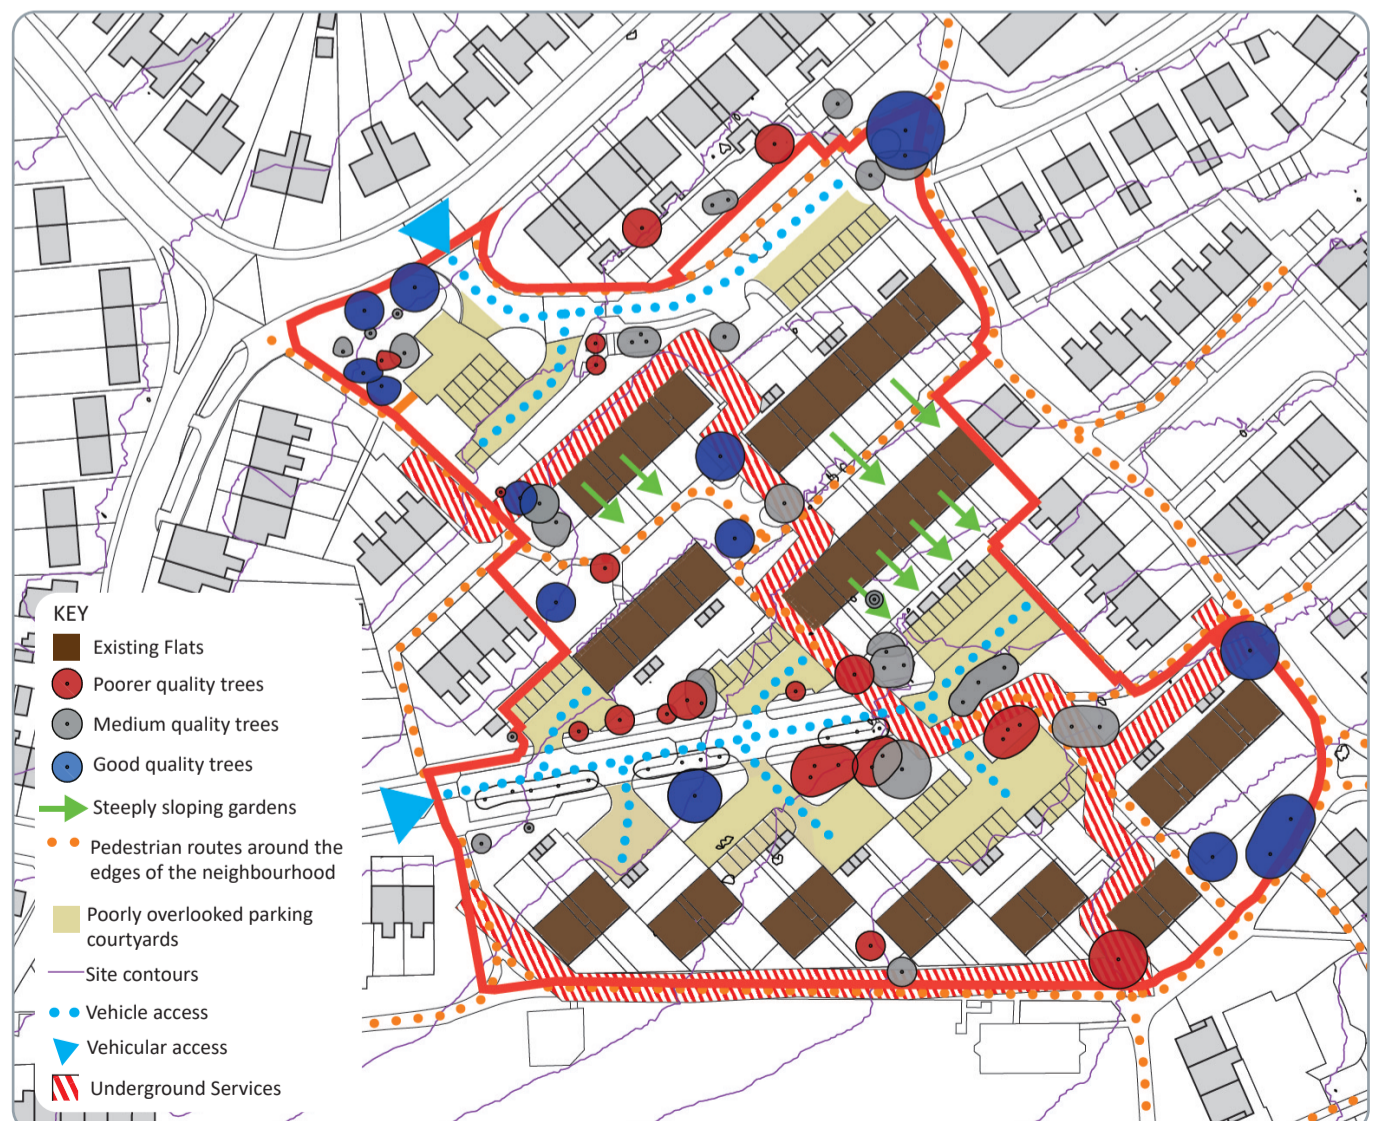 KEY
Existing Flats
Poorer quality trees
Medium quality trees
Good quality trees
Steeply sloping gardens
Pedestrian routes around the
edges of the neighbourhood
Poorly overlooked parking
courtyards
Site contours
Vehicle access
Vehicular access
Underground Services